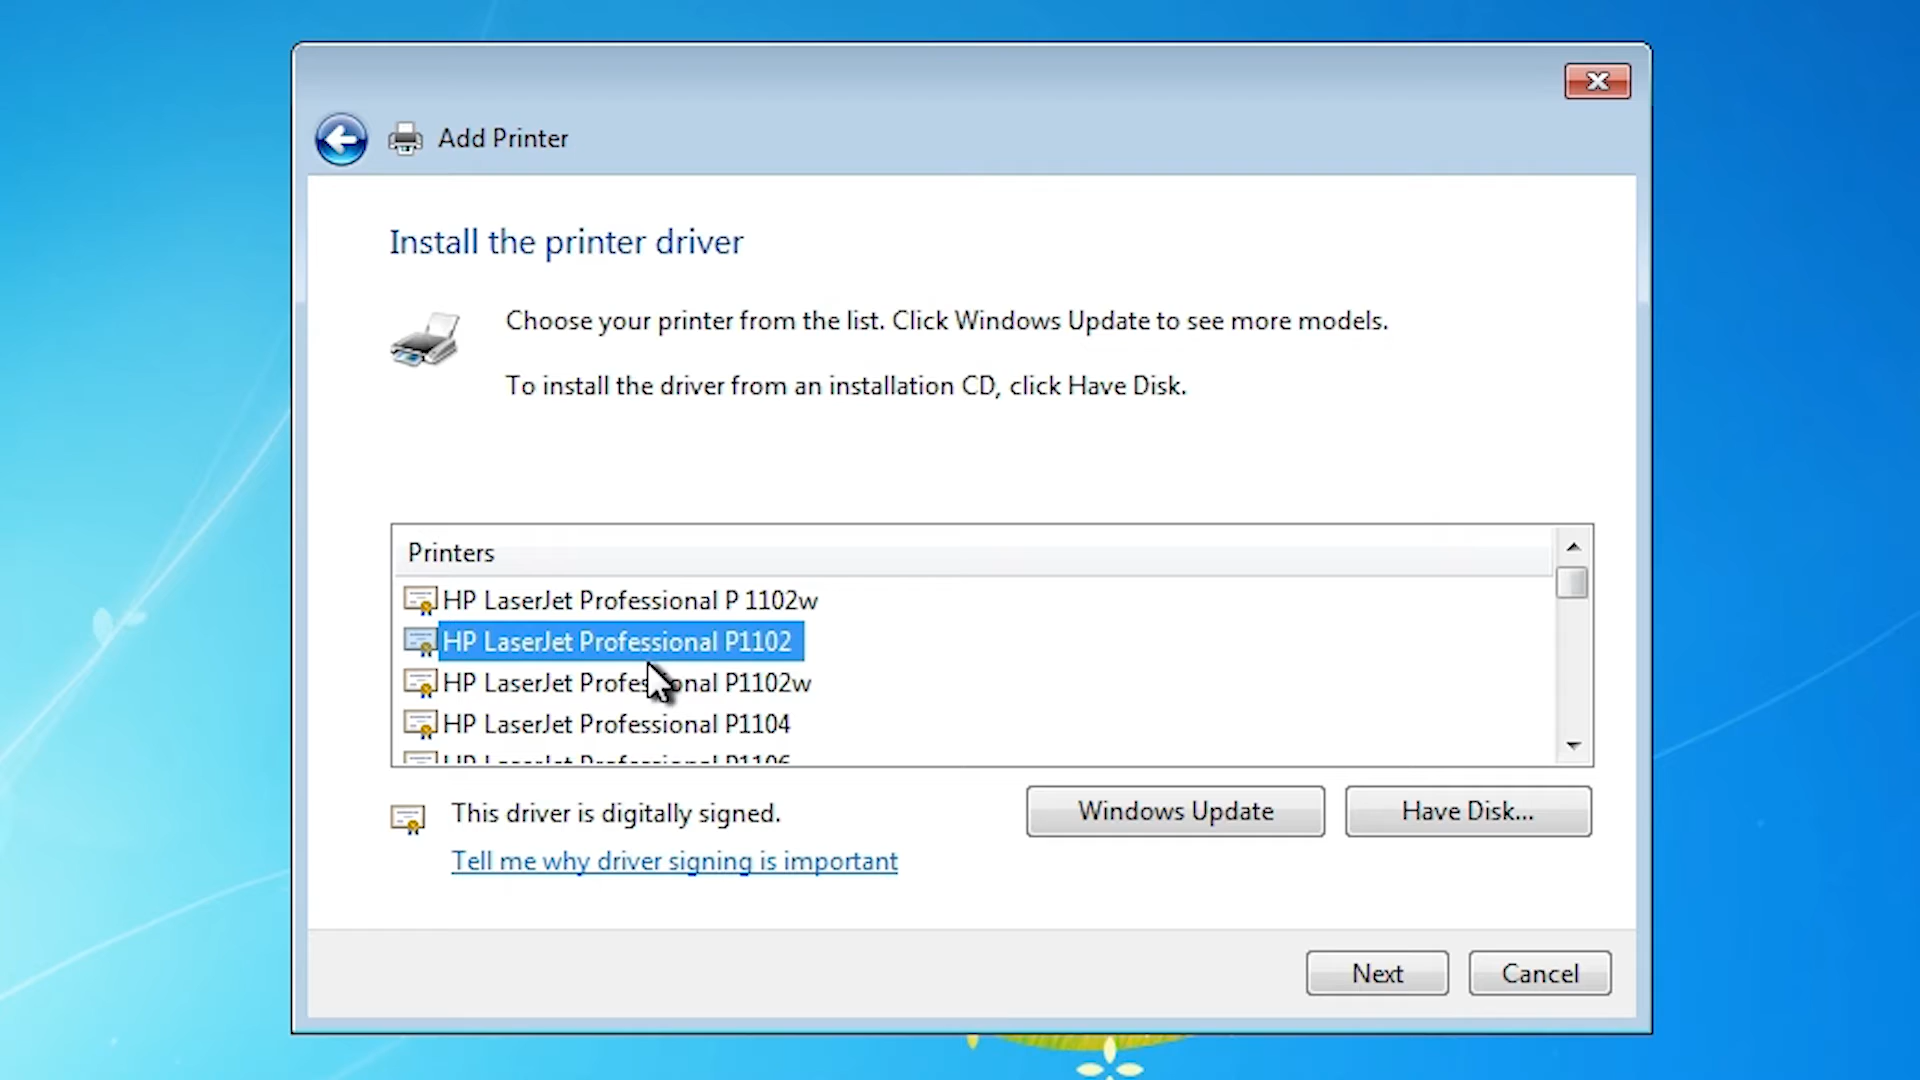 Add Printer
Install the printer driver
Choose your printer from the list. Click Windows Update to see more models.
To install the driver from an installation CD, click Have Disk.
Printers
HP LaserJet Professional P 1102w
HP LaserJet Professional P1102
HP LaserJet Professional P1102w
HP LaserJet Professional P1104
HP LaserJet Professional P1106
This driver is digitally signed.
Windows Update
Have Disk...
Tell me why driver signing is important
Next
Cancel